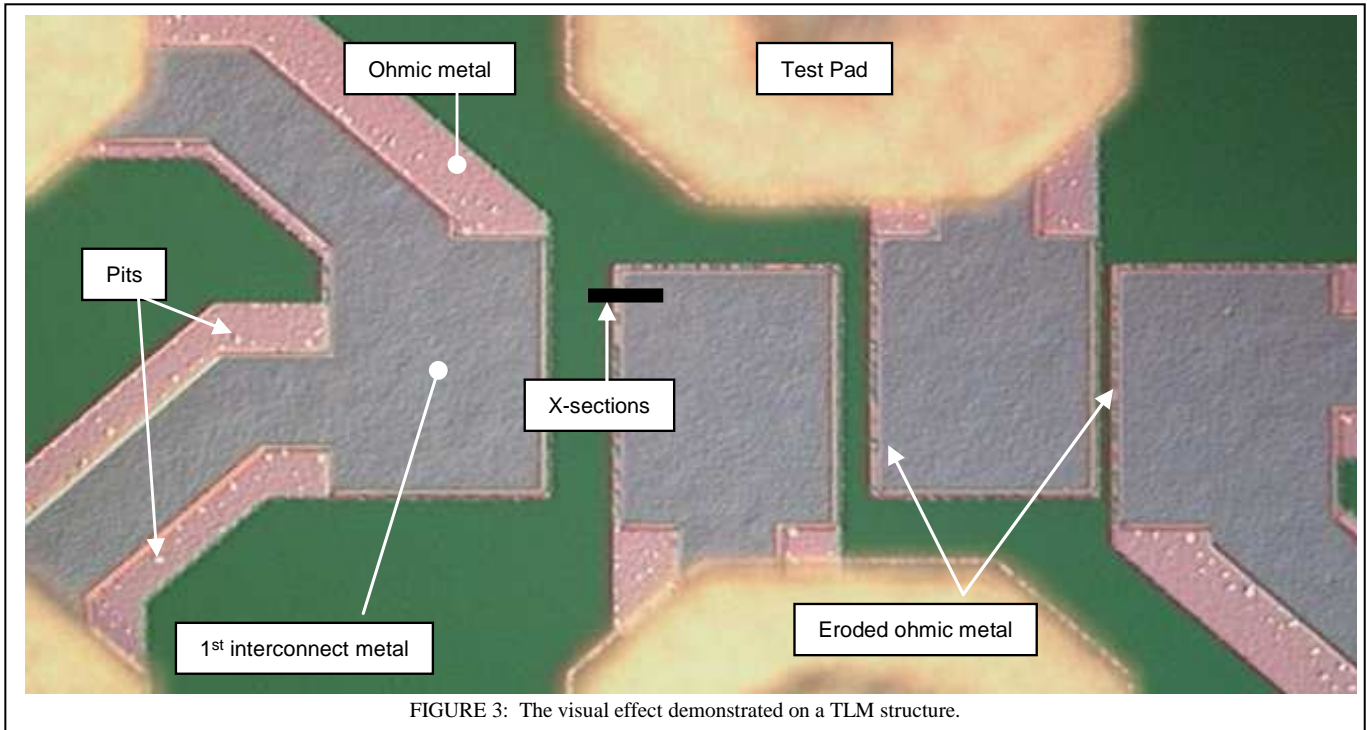 Ohmic metal
Test Pad
Pits
X-sections
1st interconnect metal
Eroded ohmic metal
FIGURE 3: The visual effect demonstrated on a TLM structure.